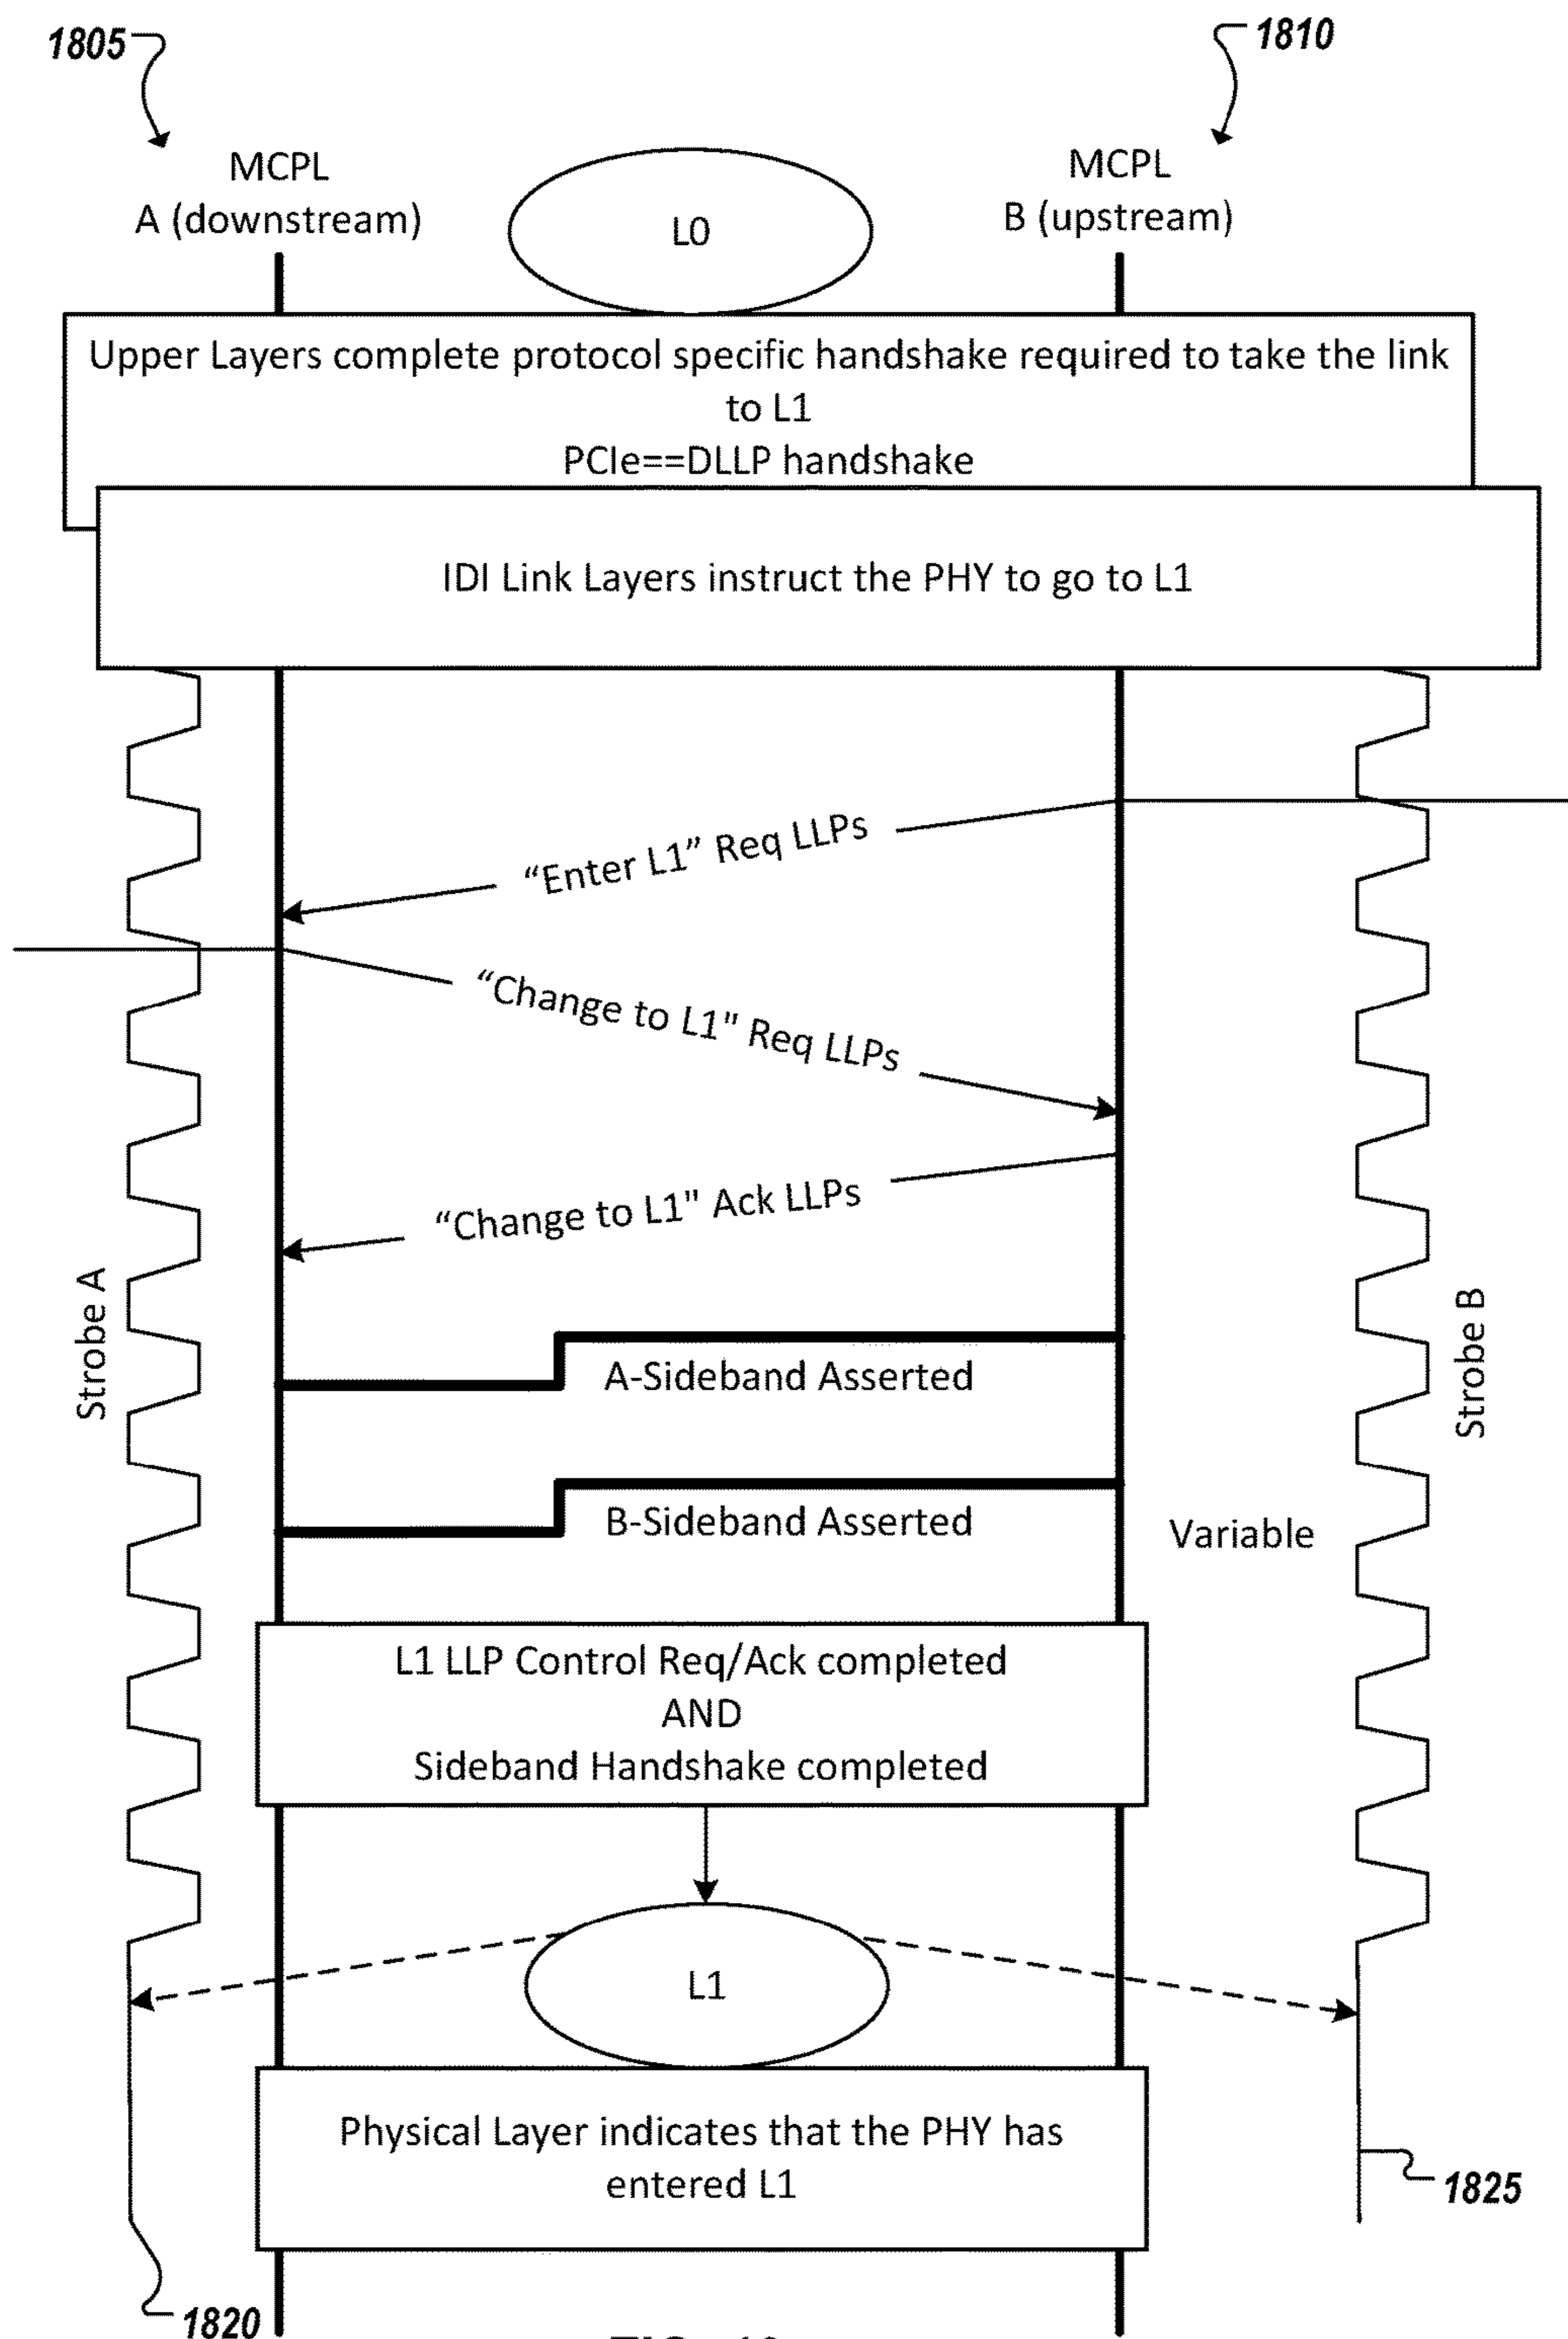 1805
1810
MCPL
A (downstream)
L0
MCPL
B (upstream)
Upper Layers complete protocol specific handshake required to take the link
to L1
PCIe==DLLP handshake
IDI Link Layers instruct the PHY to go to L1
“Enter L1” Req LLPs
“Change to L1" Req LLPs
“Change to L1" Ack LLPs
Strobe A
Strobe B
A-Sideband Asserted
B-Sideband Asserted
Variable
L1 LLP Control Req/Ack completed
AND
Sideband Handshake completed
L1
Physical Layer indicates that the PHY has
entered L1
1825
1820